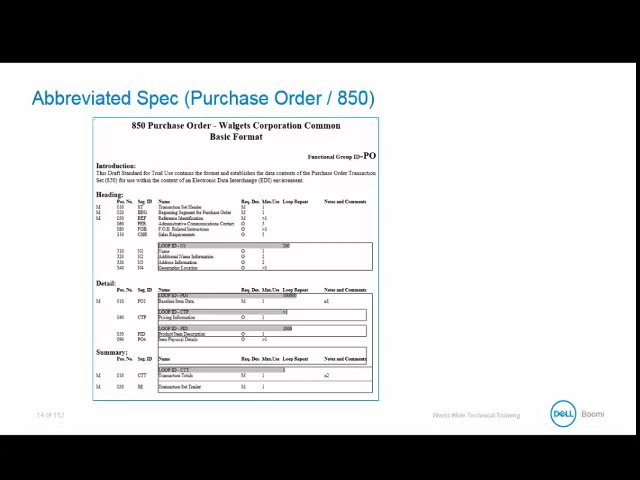 Abbreviated Spec (Purchase Order / 850)
850 Purchase Order - Walgets Corporation Common
Basic Format
Functional Group ID=PO
Introduction:
This Draft Standard for Trial Use contains the format and establishes the data contents of the Purchase Order Transaction
Set (850) for use within the context of an Electronic Data Interchange (EDI) environment.
Heading:
Pos. No. Seg. ID Name Req. Des. Max.Use Loop Repeat Notes and Comments
M 010 ST Transaction Set Header M 1
M 020 BEG Beginning Segment for Purchase Order M 1
M 050 REF Reference Identification M >1
060 PER Administrative Communications Contact O 3
080 FOB F.O.B. Related Instructions O >1
110 CSH Sales Requirements O
LOOP ID - N1 200
310 N1 Name O 1
320 N2 Additional Name Information O 2
330 N3 Address Information O 2
340 N4 Geographic Location O >1
Detail:
Pos. No. Seg. ID Name Req. Des. Max.Use Loop Repeat Notes and Comments
LOOP ID - PO1 100000
M 010 PO1 Baseline Item Data M 1 n1
LOOP ID - CTP >1
040 CTP Pricing Information O 1
LOOP ID - PID 1000
050 PID Product/Item Description O 1
090 PO4 Item Physical Details O >1
Summary:
Pos. No. Seg. ID Name Req. Des. Max.Use Loop Repeat Notes and Comments
LOOP ID - CTT 1
M 010 CTT Transaction Totals M 1 n2
M 030 SE Transaction Set Trailer M 1
14 of 112
World Wide Technical Training
DELL Boomi